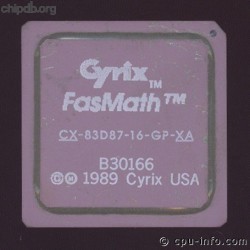 chipdb.org
Cyrix™
FasMath™
CX-83D87-16-GP-XA
B30166
©Ⓜ 1989 Cyrix USA
© cpu-info.com